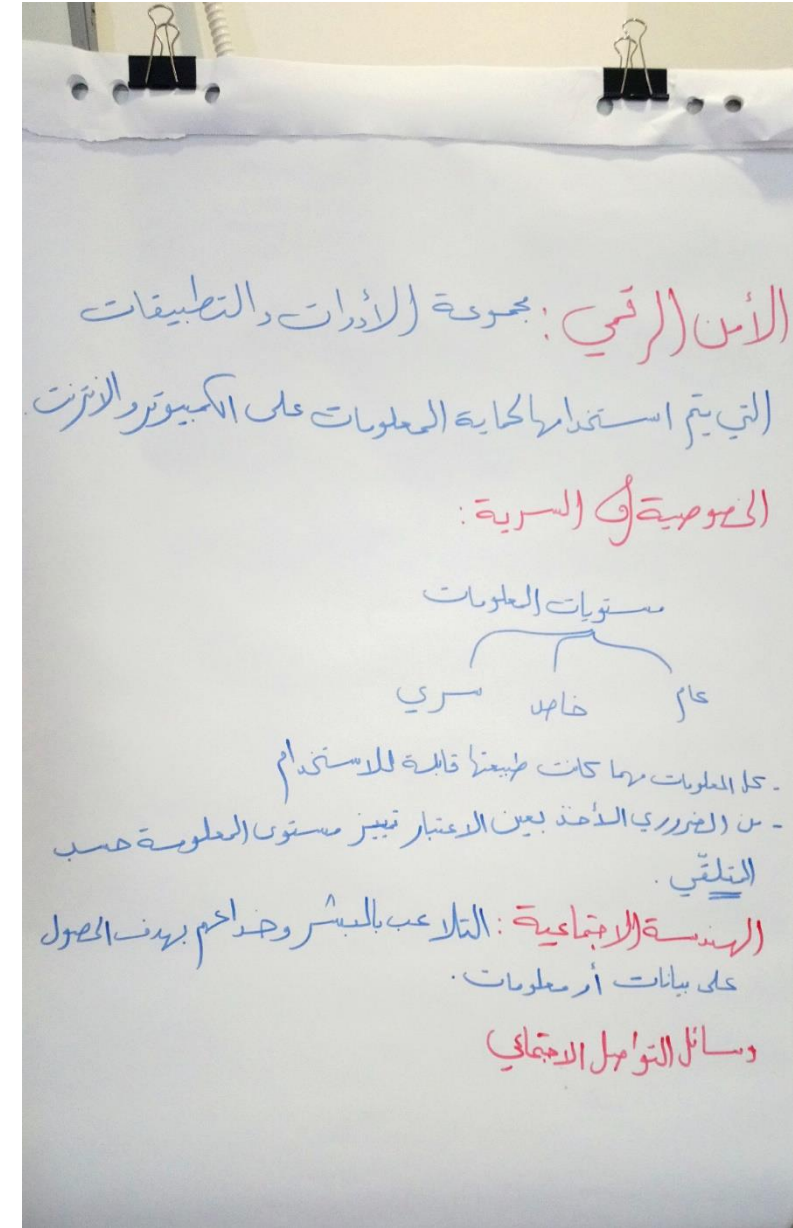 الأمن الرقمي : مجموعة الأدوات والتطبيقات
التي يتم استخدامها لحماية المعلومات على الكمبيوتر والانترنت.
الخصوصية و السرية :
مستويات المعلومات
عام خاص سري
- كل المعلومات مهما كانت طبيعتها قابلة للاستخدام
- من الضروري الأخذ بعين الاعتبار تمييز مستوى المعلومة حسب
المتلقّي .
الهندسة الاجتماعية : التلاعب بالبشر وخداعهم بهدف الحصول
على بيانات أو معلومات .
وسائل التواصل الاجتماعي